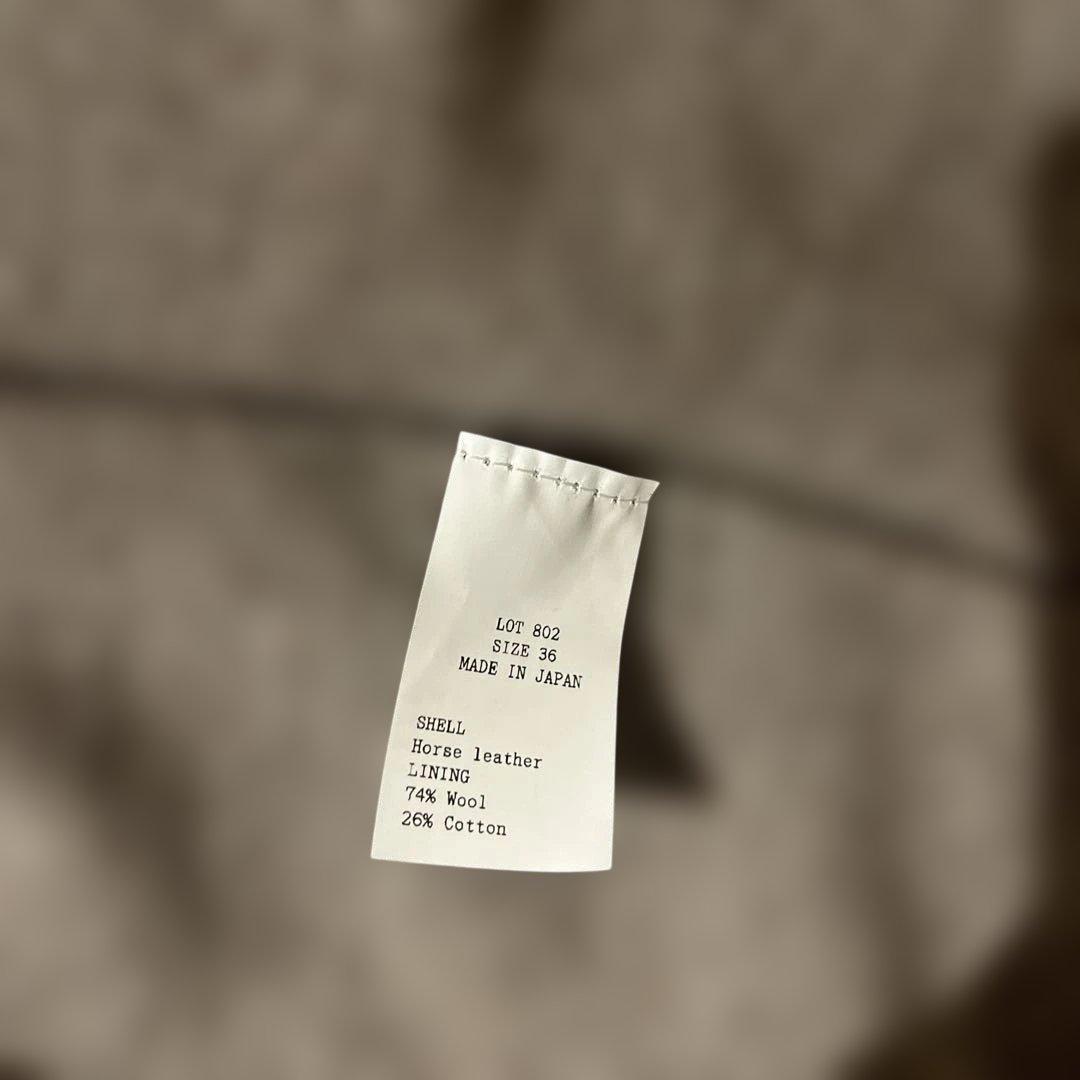 LOT 802
SIZE 36
MADE IN JAPAN
SHELL
Horse leather
LINING
74% Wool
26% Cotton